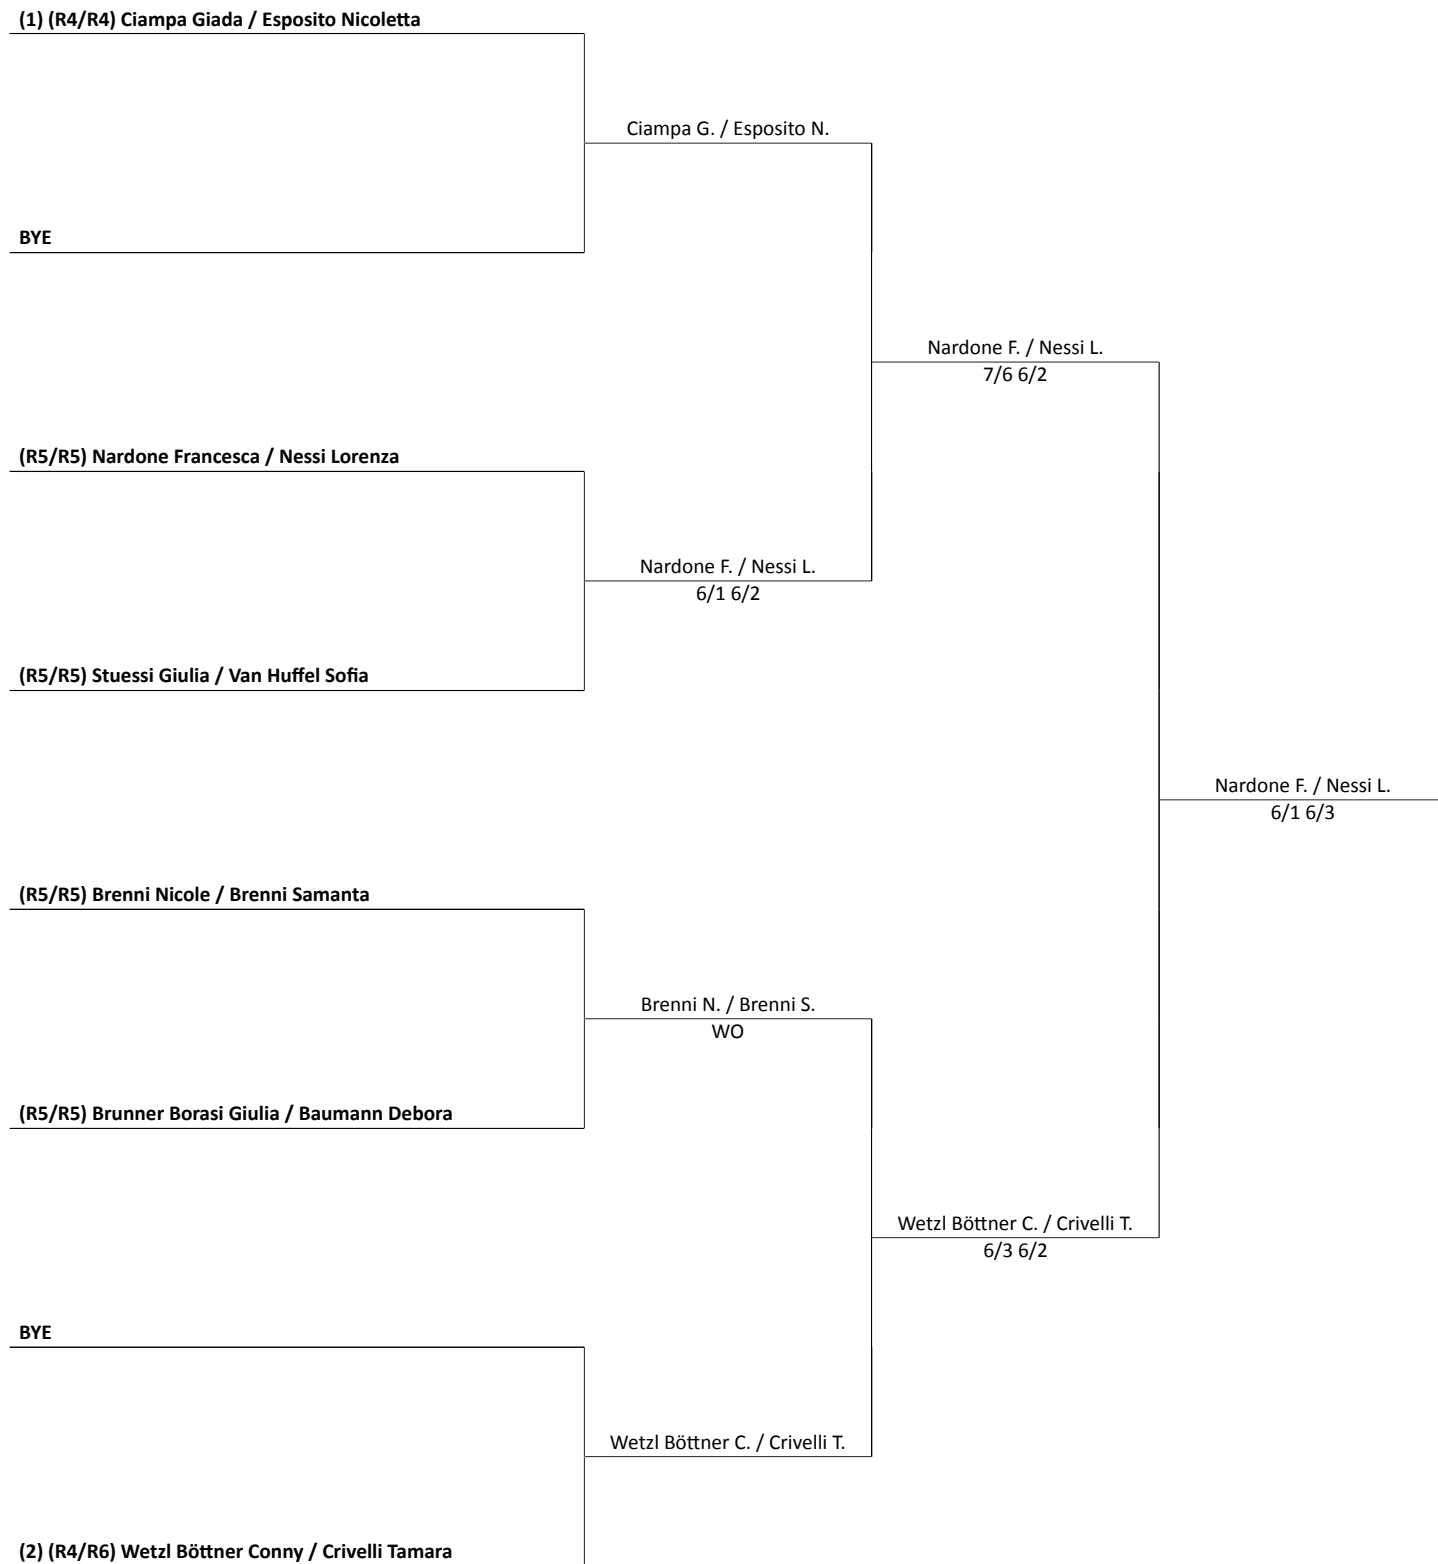 (1) (R4/R4) Ciampa Giada / Esposito Nicoletta
Ciampa G. / Esposito N.
BYE
Nardone F. / Nessi L.
7/6 6/2
(R5/R5) Nardone Francesca / Nessi Lorenza
Nardone F. / Nessi L.
6/1 6/2
(R5/R5) Stuessi Giulia / Van Huffel Sofia
Nardone F. / Nessi L.
6/1 6/3
(R5/R5) Brenni Nicole / Brenni Samanta
Brenni N. / Brenni S.
WO
(R5/R5) Brunner Borasi Giulia / Baumann Debora
Wetzl Böttner C. / Crivelli T.
6/3 6/2
BYE
Wetzl Böttner C. / Crivelli T.
(2) (R4/R6) Wetzl Böttner Conny / Crivelli Tamara